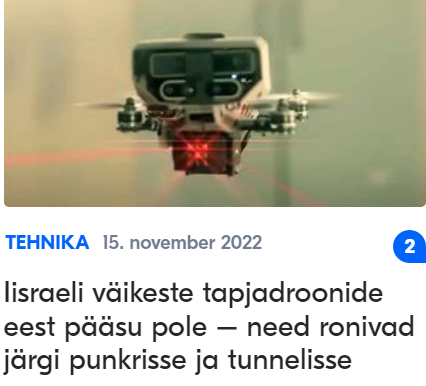 TEHNIKA 15. november 2022
2
Iisraeli väikeste tapjadroonide
eest pääsu pole – need ronivad
järgi punkrisse ja tunnelisse